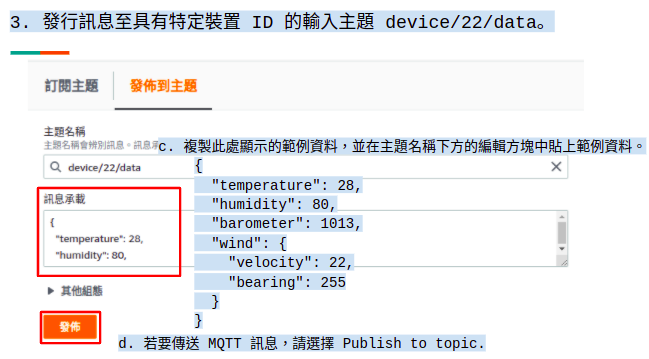 3. 發行訊息至具有特定裝置 ID 的輸入主題 device/22/data。
訂閱主題
發佈到主題
主題名稱
主題名稱會辨別訊息。訊息承
c. 複製此處顯示的範例資料，並在主題名稱下方的編輯方塊中貼上範例資料。
device/22/data
訊息承載
{
"temperature": 28,
"humidity": 80,
{
"temperature": 28,
"humidity": 80,
"barometer": 1013,
"wind": {
"velocity": 22,
"bearing": 255
}
}
其他組態
發佈
d. 若要傳送 MQTT 訊息，請選擇 Publish to topic.